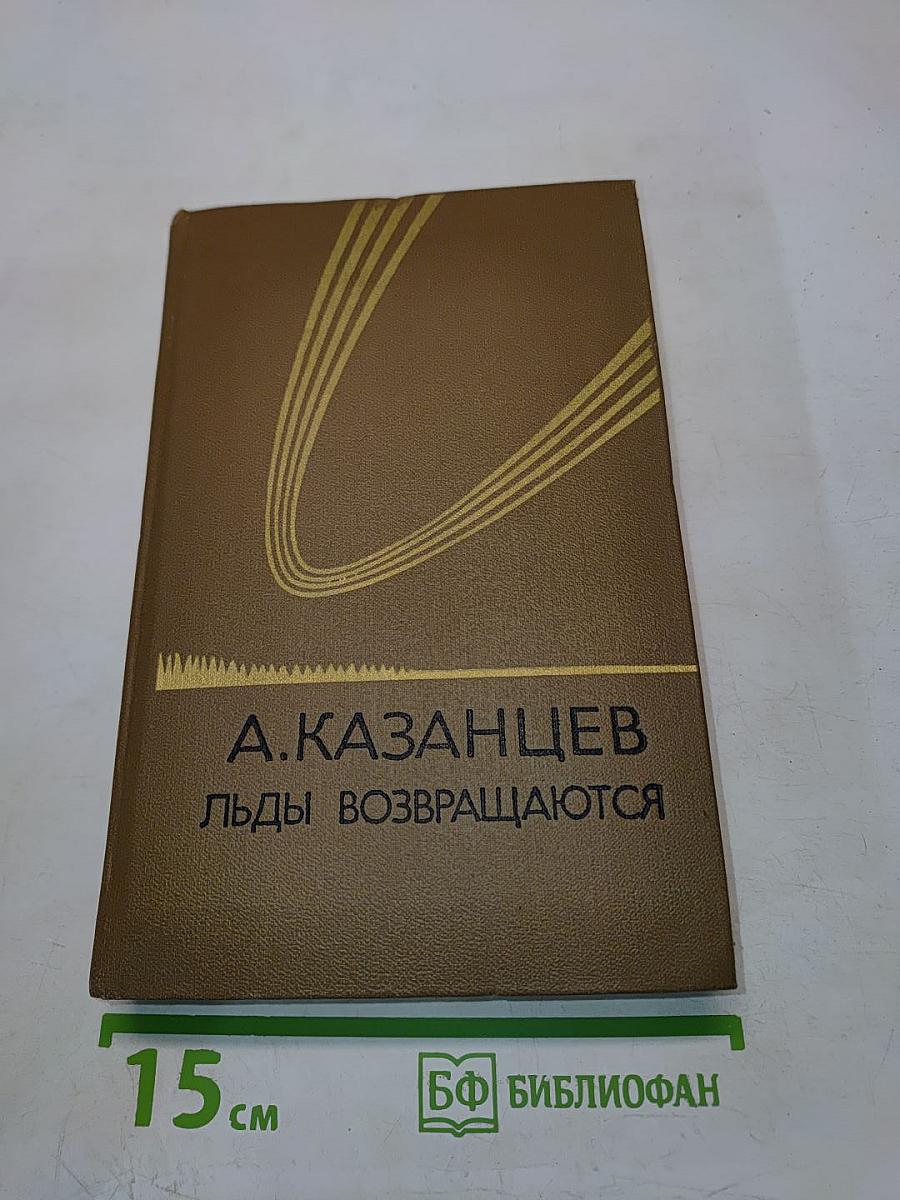 А.КАЗАНЦЕВ
ЛЬДЫ ВОЗВРАЩАЮТСЯ
15 см
БФ БИБЛИОФАН